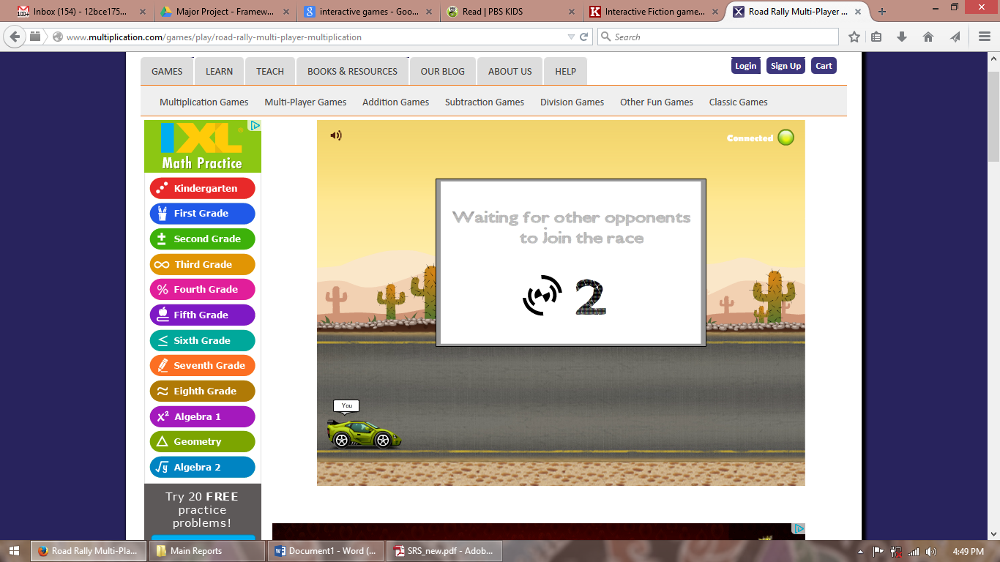 Inbox (154) - 12bce175...
Major Project - Framew...
interactive games - Goo...
Read | PBS KIDS
Interactive Fiction game...
Road Rally Multi-Player ...
www.multiplication.com/games/play/road-rally-multi-player-multiplication
Search
GAMES
LEARN
TEACH
BOOKS & RESOURCES
OUR BLOG
ABOUT US
HELP
Login
Sign Up
Cart
Multiplication Games
Multi-Player Games
Addition Games
Subtraction Games
Division Games
Other Fun Games
Classic Games
IXL
Math Practice
Kindergarten
First Grade
Second Grade
Third Grade
Fourth Grade
Fifth Grade
Sixth Grade
Seventh Grade
Eighth Grade
x² Algebra 1
Geometry
√y Algebra 2
Try 20 FREE
practice
problems!
Connected
Waiting for other opponents
to join the race
2
You
Road Rally Multi-Pla...
Main Reports
Document1 - Word (...
SRS_new.pdf - Adob...
4:49 PM